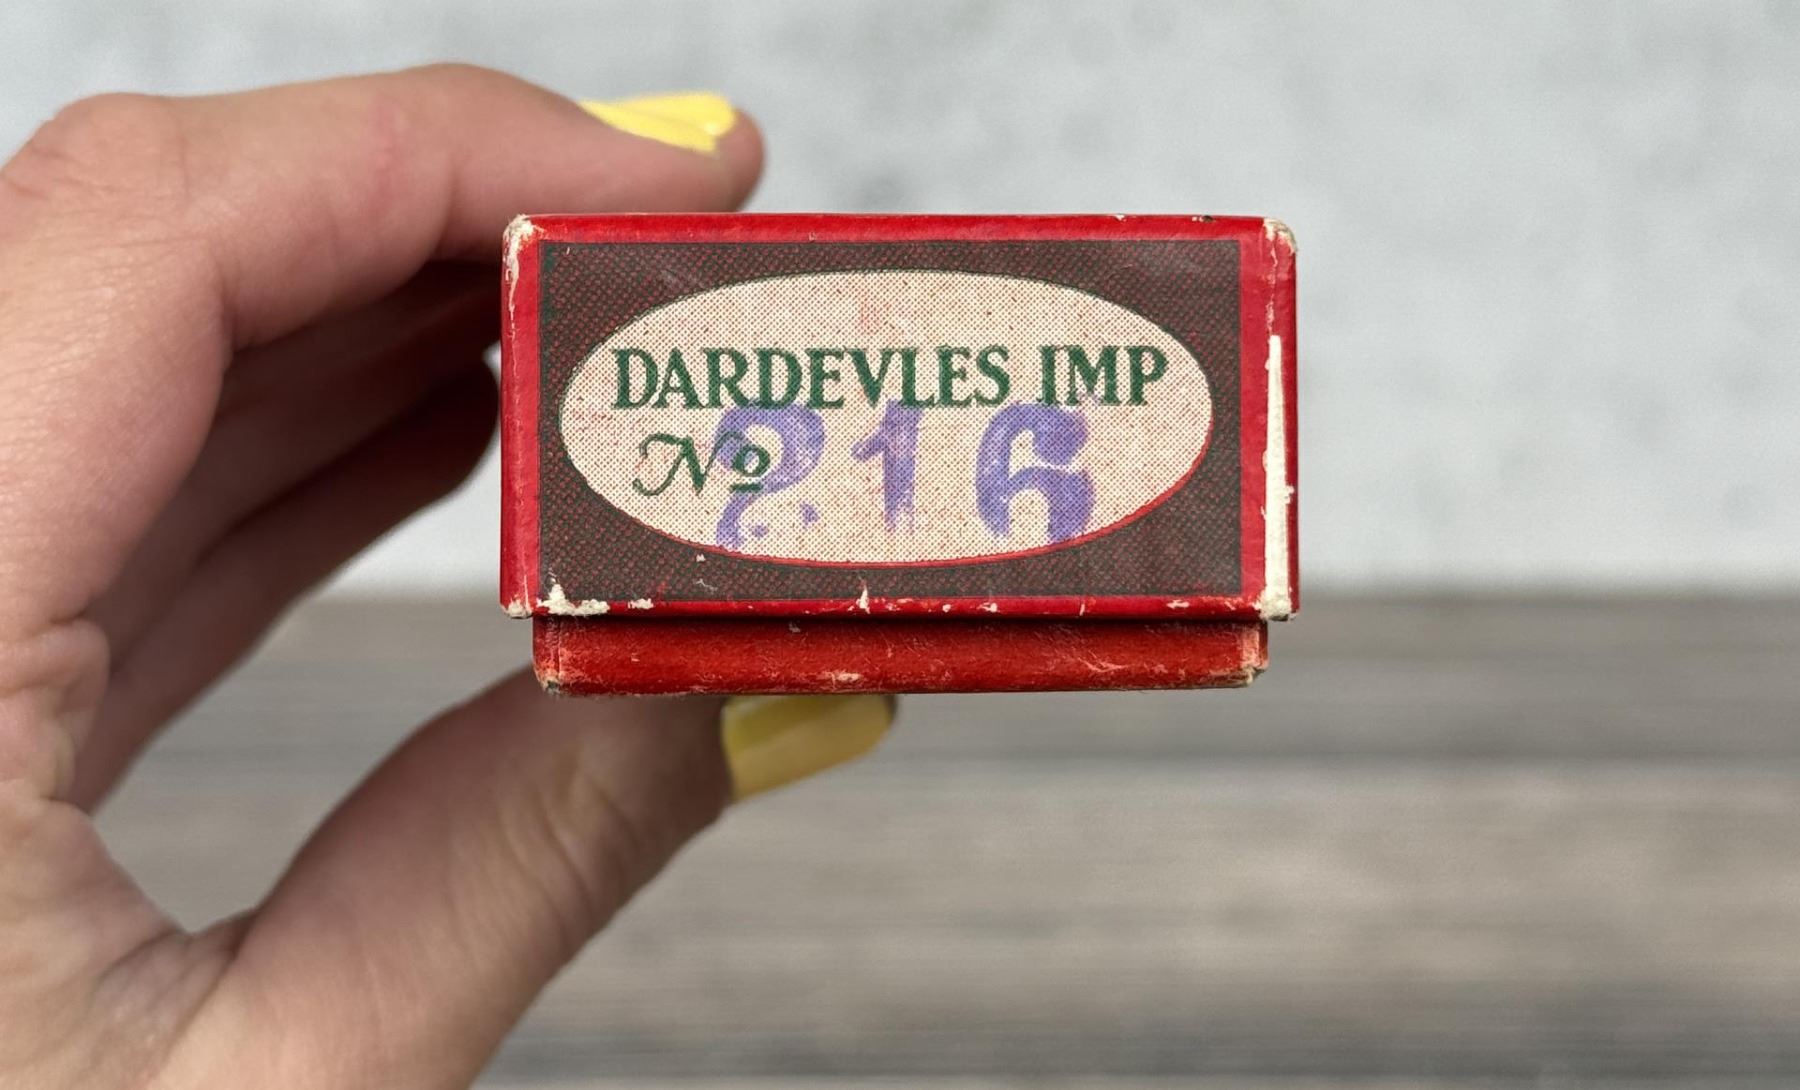 DARDEVLES IMP
No 216